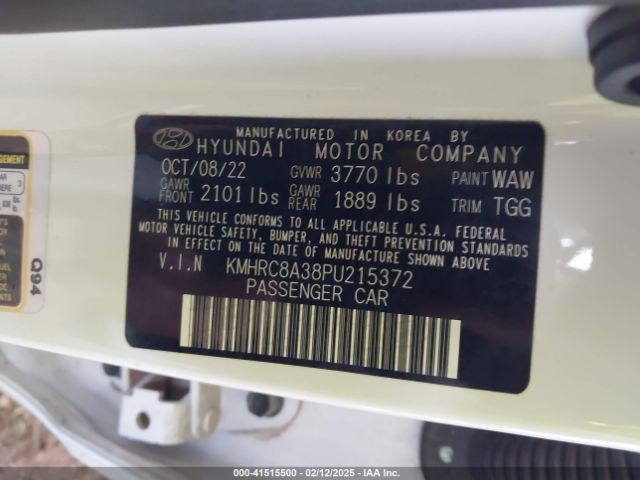 MANUFACTURED IN KOREA BY
HYUNDAI MOTOR COMPANY
OCT/08/22 GVWR 3770 lbs PAINT WAW
GAWR FRONT 2101 lbs GAWR REAR 1889 lbs TRIM TGG
THIS VEHICLE CONFORMS TO ALL APPLICABLE U.S.A. FEDERAL
MOTOR VEHICLE SAFETY, BUMPER, AND THEFT PREVENTION STANDARDS
IN EFFECT ON THE DATE OF MANUFACTURE SHOWN ABOVE.
V.I.N KMHRC8A38PU215372
PASSENGER CAR
Q94
000-41515500 - 02/12/2025 - IAA Inc.